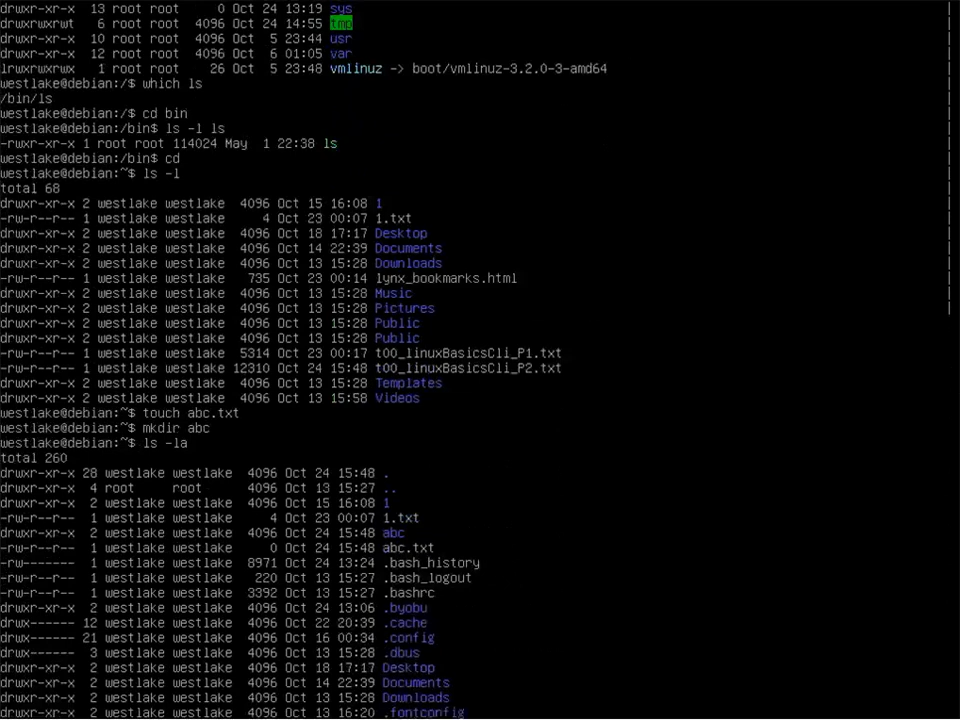 drwxr-xr-x  13 root root     0 Oct 24 13:19 sys
drwxrwxrwt   6 root root  4096 Oct 24 14:55 tmp
drwxr-xr-x  10 root root  4096 Oct  5 23:44 usr
drwxr-xr-x  12 root root  4096 Oct  6 01:05 var
lrwxrwxrwx   1 root root    26 Oct  5 23:48 vmlinuz -> boot/vmlinuz-3.2.0-3-amd64
westlake@debian:/$ which ls
/bin/ls
westlake@debian:/$ cd bin
westlake@debian:/bin$ ls -l ls
-rwxr-xr-x 1 root root 114024 May  1 22:38 ls
westlake@debian:/bin$ cd
westlake@debian:~$ ls -l
total 68
drwxr-xr-x 2 westlake westlake  4096 Oct 15 16:08 1
-rw-r--r-- 1 westlake westlake     4 Oct 23 00:07 1.txt
drwxr-xr-x 2 westlake westlake  4096 Oct 18 17:17 Desktop
drwxr-xr-x 2 westlake westlake  4096 Oct 14 22:39 Documents
drwxr-xr-x 2 westlake westlake  4096 Oct 13 15:28 Downloads
-rw-r--r-- 1 westlake westlake   735 Oct 23 00:14 lynx_bookmarks.html
drwxr-xr-x 2 westlake westlake  4096 Oct 13 15:28 Music
drwxr-xr-x 2 westlake westlake  4096 Oct 13 15:28 Pictures
drwxr-xr-x 2 westlake westlake  4096 Oct 13 15:28 Public
drwxr-xr-x 2 westlake westlake  4096 Oct 13 15:28 Public
-rw-r--r-- 1 westlake westlake  5314 Oct 23 00:17 t00_linuxBasicsCli_P1.txt
-rw-r--r-- 1 westlake westlake 12310 Oct 24 15:48 t00_linuxBasicsCli_P2.txt
drwxr-xr-x 2 westlake westlake  4096 Oct 13 15:28 Templates
drwxr-xr-x 2 westlake westlake  4096 Oct 13 15:58 Videos
westlake@debian:~$ touch abc.txt
westlake@debian:~$ mkdir abc
westlake@debian:~$ ls -la
total 260
drwxr-xr-x 28 westlake westlake  4096 Oct 24 15:48 .
drwxr-xr-x  4 root     root      4096 Oct 13 15:27 ..
drwxr-xr-x  2 westlake westlake  4096 Oct 15 16:08 1
-rw-r--r--  1 westlake westlake     4 Oct 23 00:07 1.txt
drwxr-xr-x  2 westlake westlake  4096 Oct 24 15:48 abc
-rw-r--r--  1 westlake westlake     0 Oct 24 15:48 abc.txt
-rw-------  1 westlake westlake  8971 Oct 24 13:24 .bash_history
-rw-r--r--  1 westlake westlake   220 Oct 13 15:27 .bash_logout
-rw-r--r--  1 westlake westlake  3392 Oct 13 15:27 .bashrc
drwxr-xr-x  2 westlake westlake  4096 Oct 24 13:06 .byobu
drwx------ 12 westlake westlake  4096 Oct 22 20:39 .cache
drwx------ 21 westlake westlake  4096 Oct 16 00:34 .config
drwx------  3 westlake westlake  4096 Oct 13 15:28 .dbus
drwxr-xr-x  2 westlake westlake  4096 Oct 18 17:17 Desktop
drwxr-xr-x  2 westlake westlake  4096 Oct 14 22:39 Documents
drwxr-xr-x  2 westlake westlake  4096 Oct 13 15:28 Downloads
drwxr-xr-x  2 westlake westlake  4096 Oct 13 16:20 .fontconfig